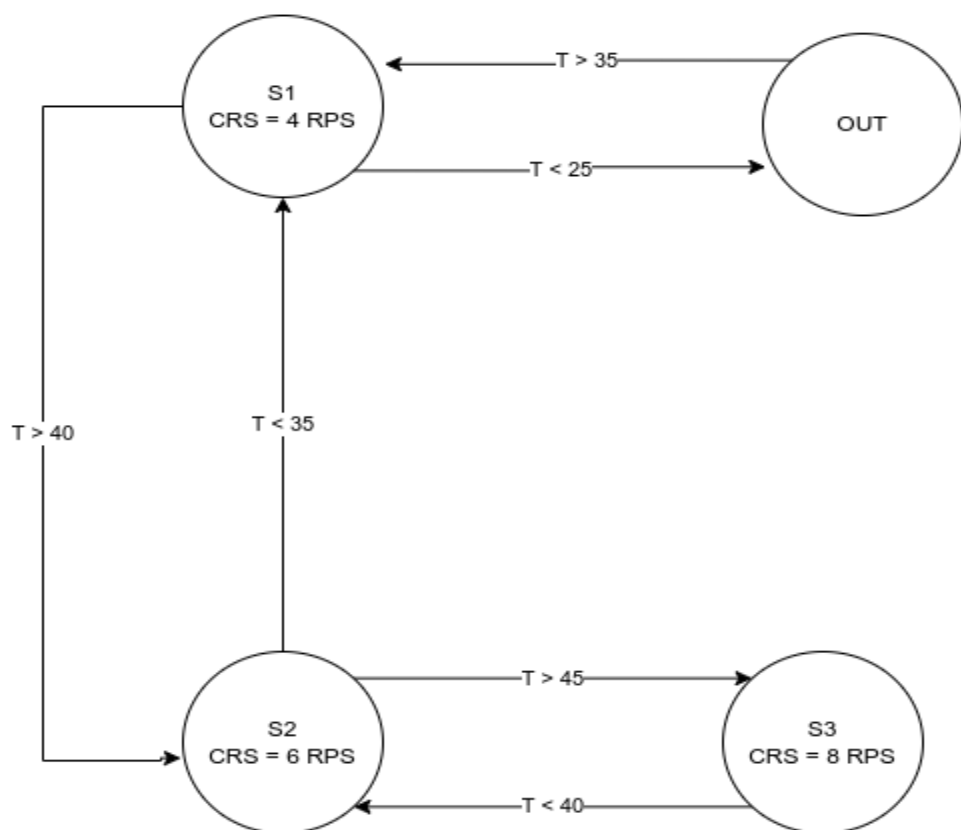 T > 35
S1
CRS = 4 RPS
OUT
T < 25
T > 40
T < 35
T > 45
S2
CRS = 6 RPS
S3
CRS = 8 RPS
T < 40